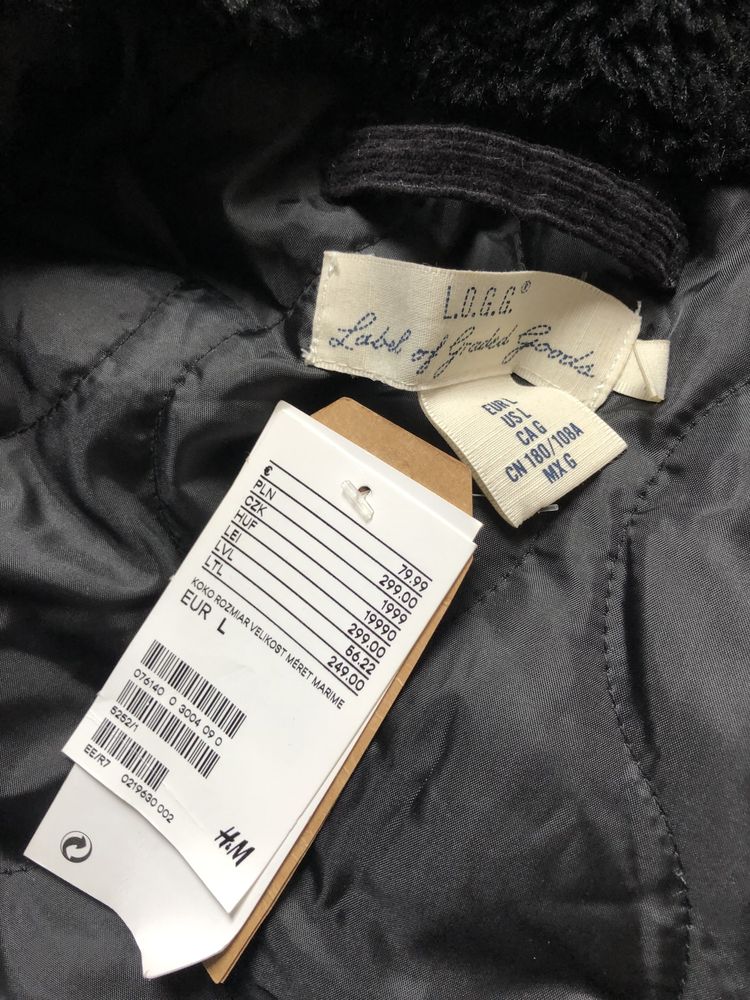 L.O.G.G.®
Label of Graded Goods
EUR L
US L
CA G
CN 180/108A
MX G
€ 79.99
PLN 299.00
CZK 1999
HUF 19990
LEI 299.00
LVL 56.22
LTL 249.00
KOKO ROZMIAR VELIKOST MÉRET MARIME
EUR L
076140 0 3004 09 0
5252/1
EE/R7 0219630 002
H&M